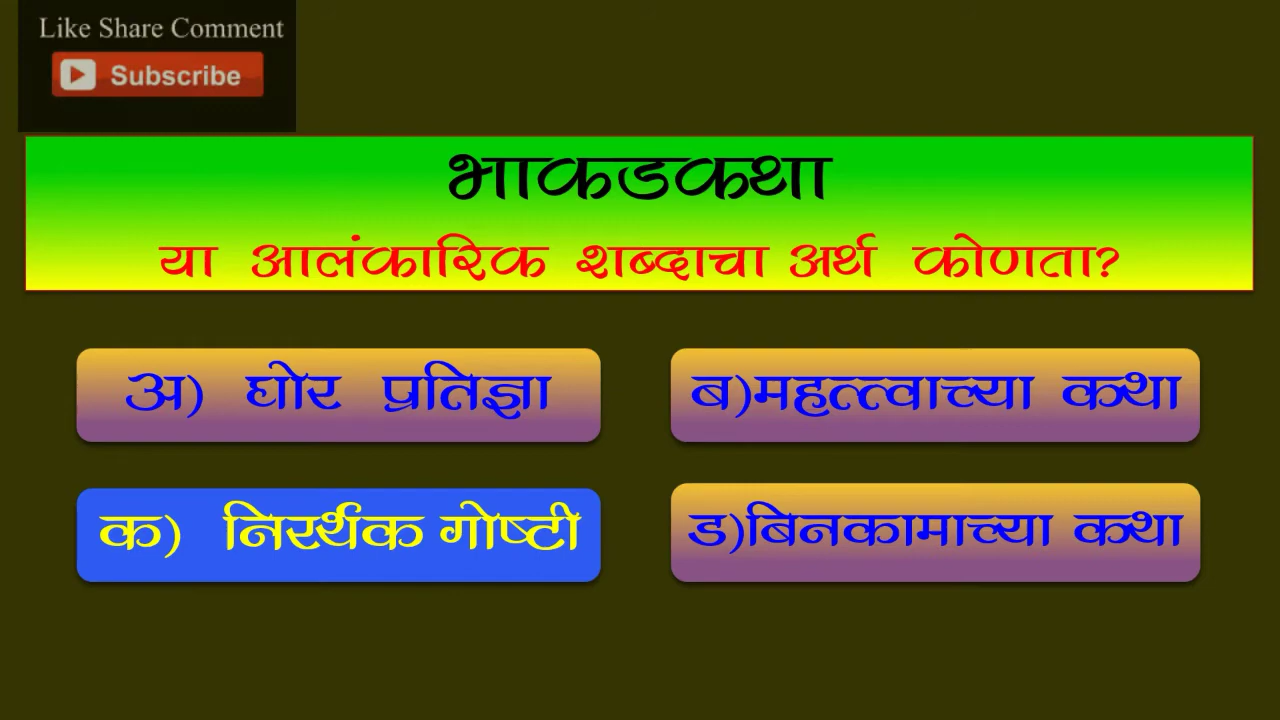 Like Share Comment
Subscribe
भाकडकथा
या आलंकारिक शब्दाचा अर्थ कोणता?
अ) घोर प्रतिज्ञा
ब)महत्त्वाच्या कथा
क) निरर्थक गोष्टी
ड)बिनकामाच्या कथा